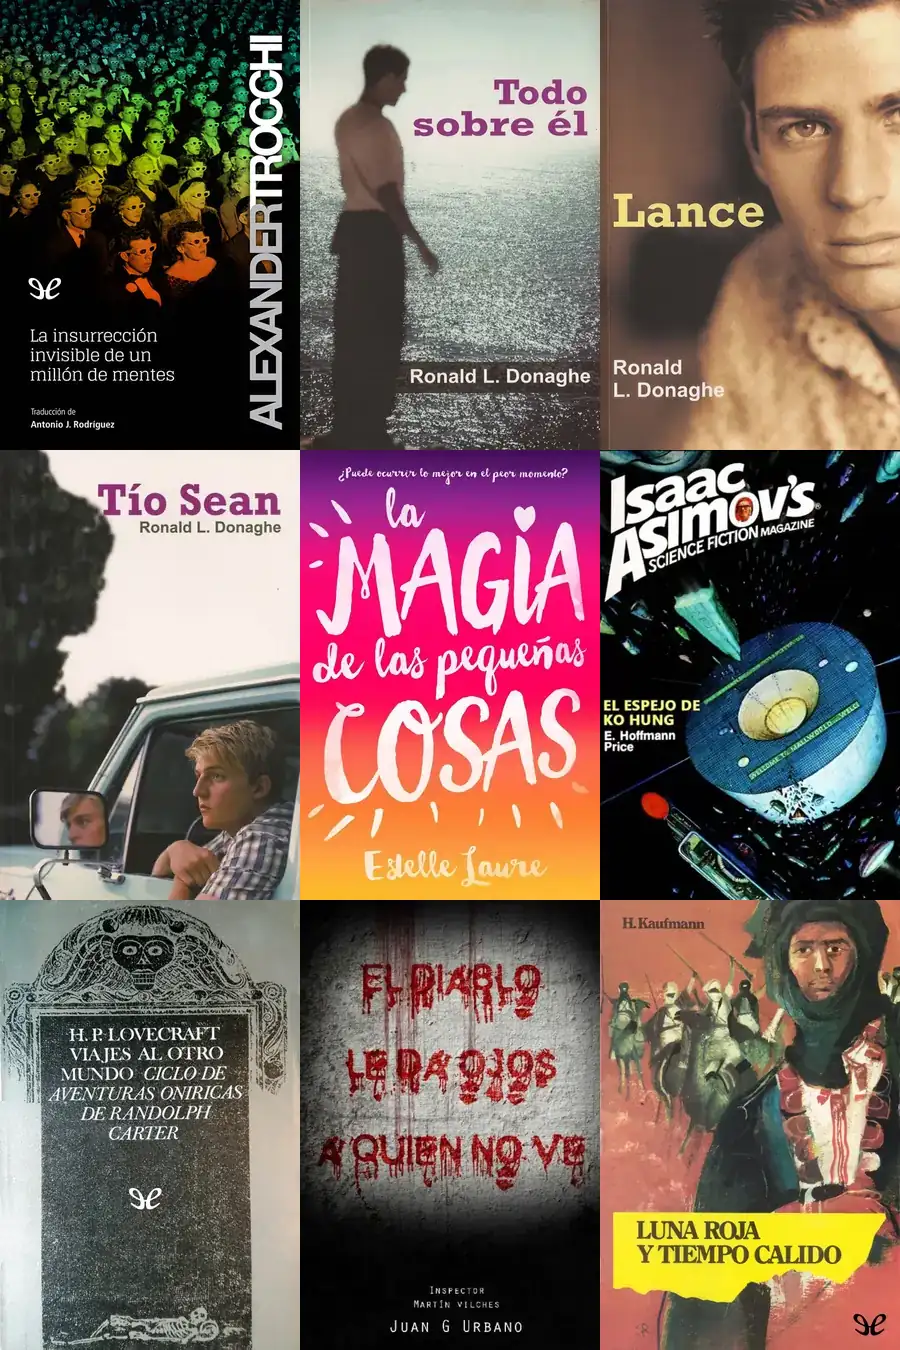 ALEXANDERTROCCHI
La insurrección
invisible de un
millón de mentes
Traducción de
Antonio J. Rodríguez
Todo
sobre él
Ronald L. Donaghe
Lance
Ronald
L. Donaghe
Tío Sean
Ronald L. Donaghe
¿Puede ocurrir lo mejor en el peor momento?
la
MAGIA
de las pequeñas
COSAS
Estelle Laure
Isaac
Asimov's
SCIENCE FICTION MAGAZINE
EL ESPEJO DE
KO HUNG
E. Hoffmann
Price
WELCOME TO MALLWORLD
H. P. LOVECRAFT
VIAJES AL OTRO
MUNDO CICLO DE
AVENTURAS ONIRICAS
DE RANDOLPH
CARTER
EL DIABLO
LE DA OJOS
A QUIEN NO VE
INSPECTOR
MARTÍN VILCHES
JUAN G URBANO
H. Kaufmann
LUNA ROJA
Y TIEMPO CALIDO